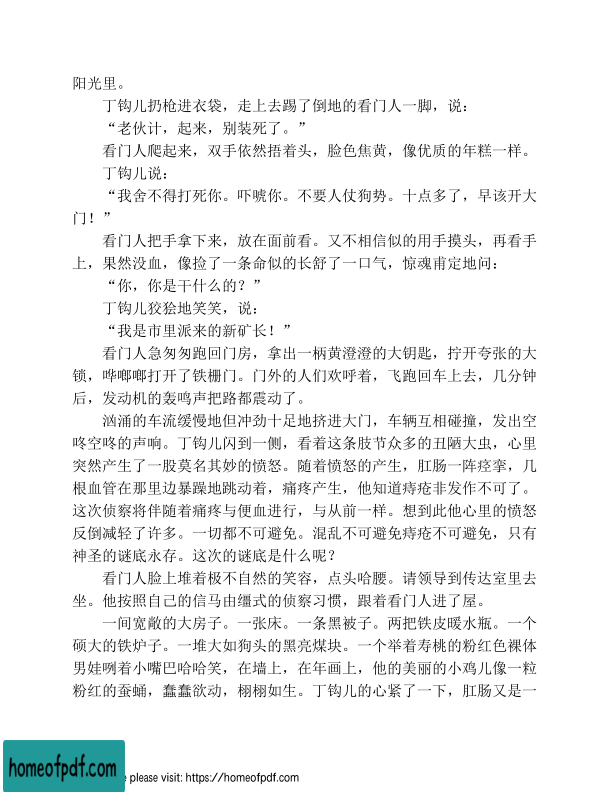 阳光里。
丁钩儿扔枪进衣袋，走上去踢了倒地的看门人一脚，说：
“老伙计，起来，别装死了。”
看门人爬起来，双手依然捂着头，脸色焦黄，像优质的年糕一样。
丁钩儿说：
“我舍不得打死你。吓唬你。不要人仗狗势。十点多了，早该开大
门！”
看门人把手拿下来，放在面前看。又不相信似的用手摸头，再看手
上，果然没血，像捡了一条命似的长舒了一口气，惊魂甫定地问：
“你，你是干什么的？”
丁钩儿狡狯地笑笑，说：
“我是市里派来的新矿长！”
看门人急匆匆跑回门房，拿出一柄黄澄澄的大钥匙，拧开夸张的大
锁，哗啷啷打开了铁栅门。门外的人们欢呼着，飞跑回车上去，几分钟
后，发动机的轰鸣声把路都震动了。
汹涌的车流缓慢地但冲劲十足地挤进大门，车辆互相碰撞，发出空
咚空咚的声响。丁钩儿闪到一侧，看着这条肢节众多的丑陋大虫，心里
突然产生了一股莫名其妙的愤怒。随着愤怒的产生，肛肠一阵痉挛，几
根血管在那里边暴躁地跳动着，痛疼产生，他知道痔疮非发作不可了。
这次侦察将伴随着痛疼与便血进行，与从前一样。想到此他心里的愤怒
反倒减轻了许多。一切都不可避免。混乱不可避免痔疮不可避免，只有
神圣的谜底永存。这次的谜底是什么呢？
看门人脸上堆着极不自然的笑容，点头哈腰。请领导到传达室里去
坐。他按照自己的信马由缰式的侦察习惯，跟着看门人进了屋。
一间宽敞的大房子。一张床。一条黑被子。两把铁皮暖水瓶。一个
硕大的铁炉子。一堆大如狗头的黑亮煤块。一个举着寿桃的粉红色裸体
男娃咧着小嘴巴哈哈笑，在墙上，在年画上，他的美丽的小鸡儿像一粒
粉红的蚕蛹，蠢蠢欲动，栩栩如生。丁钩儿的心紧了一下，肛肠又是一
homeofpdf.com
e please visit: https://homeofpdf.com